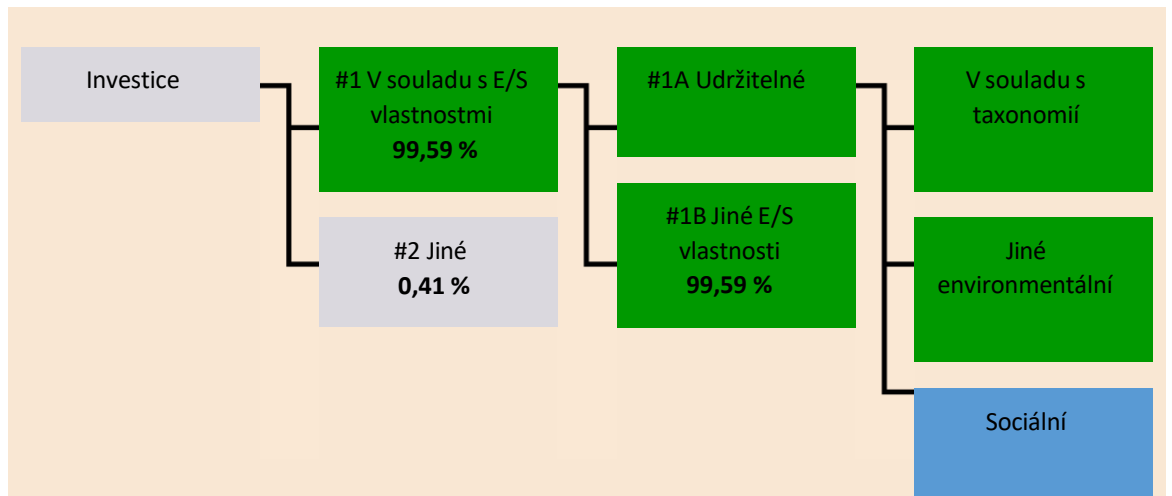 Investice
#1 V souladu s E/S
vlastnostmi
99,59 %
#2 Jiné
0,41 %
#1A Udržitelné
#1B Jiné E/S
vlastnosti
99,59 %
V souladu s
taxonomií
Jiné
environmentální
Sociální